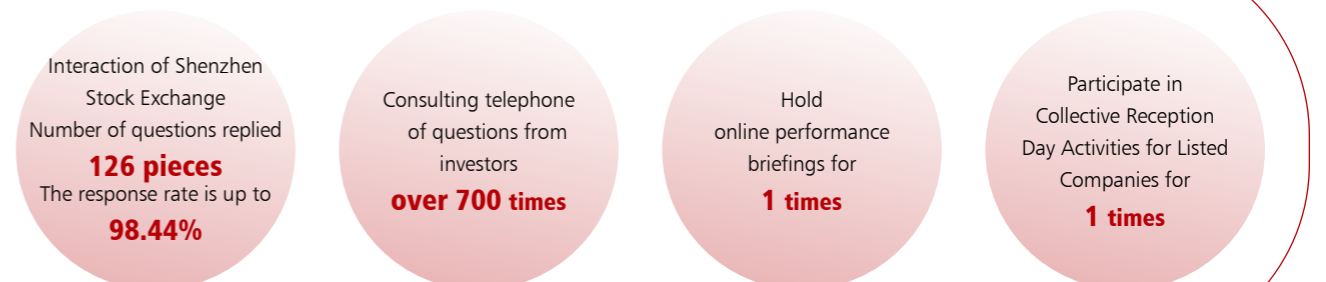 Interaction of Shenzhen
Stock Exchange
Number of questions replied
126 pieces
The response rate is up to
98.44%
Consulting telephone
of questions from
investors
over 700 times
Hold
online performance
briefings for
1 times
Participate in
Collective Reception
Day Activities for Listed
Companies for
1 times